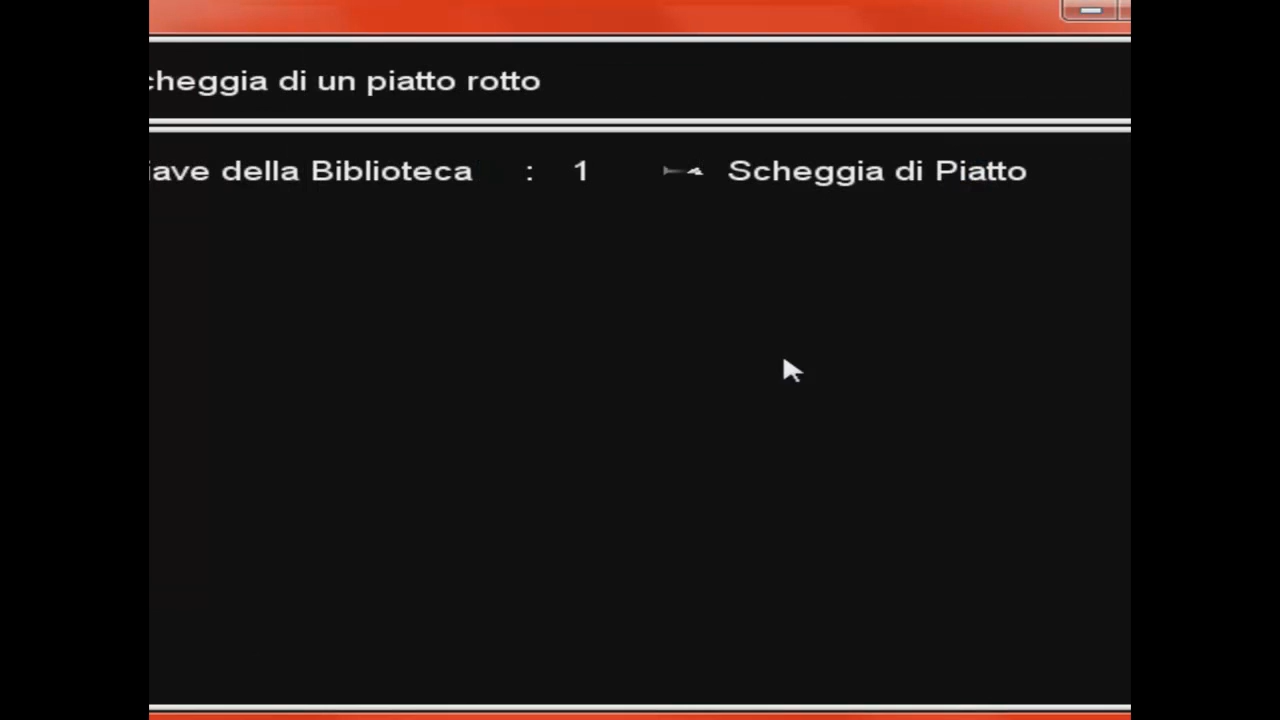 cheggia di un piatto rotto
iave della Biblioteca : 1 Scheggia di Piatto